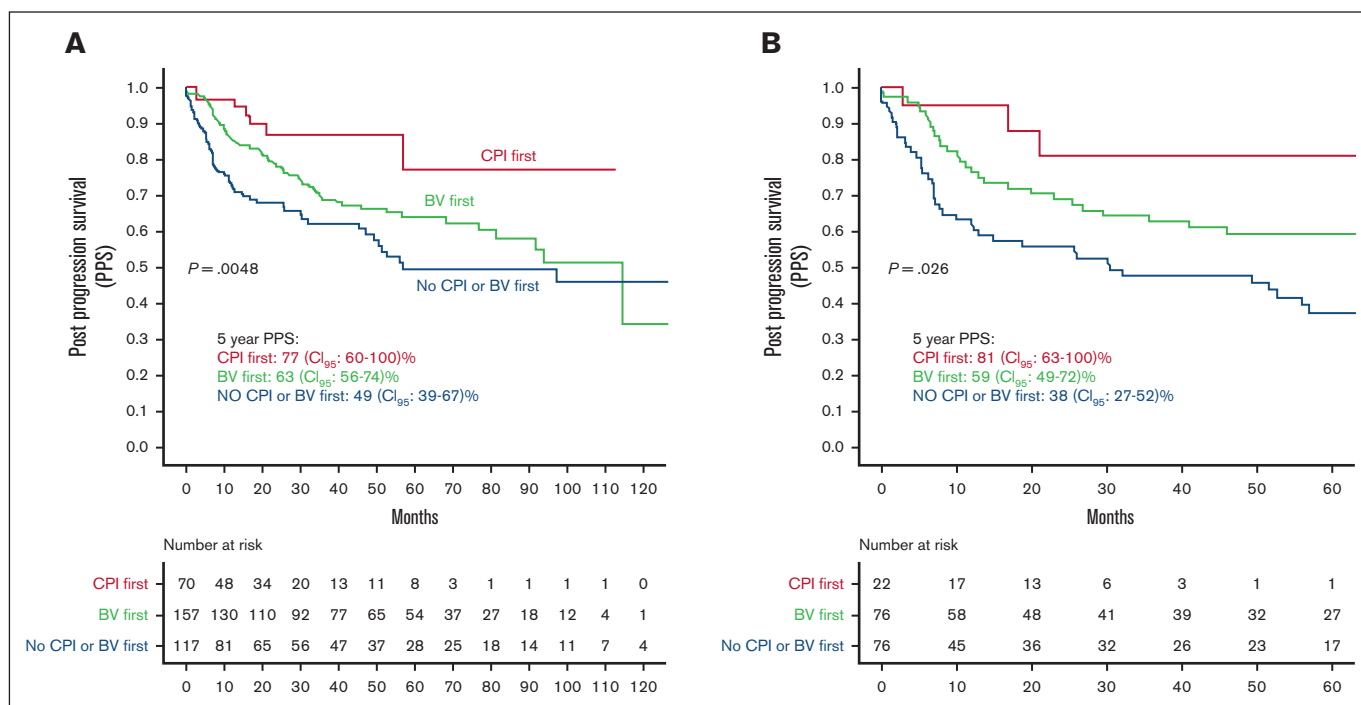 A
1.0
0.9
0.8
0.7
0.6
0.5
0.4
0.3
0.2
0.1
0.0
Post progression survival
(PPS)
CPI first
BV first
No CPI or BV first
P = .0048
5 year PPS:
CPI first: 77 (CI95: 60-100)%
BV first: 63 (CI95: 56-74)%
NO CPI or BV first: 49 (CI95: 39-67)%
0 10 20 30 40 50 60 70 80 90 100 110 120
Months
Number at risk
CPI first 70 48 34 20 13 11 8 3 1 1 1 1 0
BV first 157 130 110 92 77 65 54 37 27 18 12 4 1
No CPI or BV first 117 81 65 56 47 37 28 25 18 14 11 7 4
0 10 20 30 40 50 60 70 80 90 100 110 120
B
1.0
0.9
0.8
0.7
0.6
0.5
0.4
0.3
0.2
0.1
0.0
Post progression survival
(PPS)
P = .026
5 year PPS:
CPI first: 81 (CI95: 63-100)%
BV first: 59 (CI95: 49-72)%
NO CPI or BV first: 38 (CI95: 27-52)%
0 10 20 30 40 50 60
Months
Number at risk
CPI first 22 17 13 6 3 1 1
BV first 76 58 48 41 39 32 27
No CPI or BV first 76 45 36 32 26 23 17
0 10 20 30 40 50 60